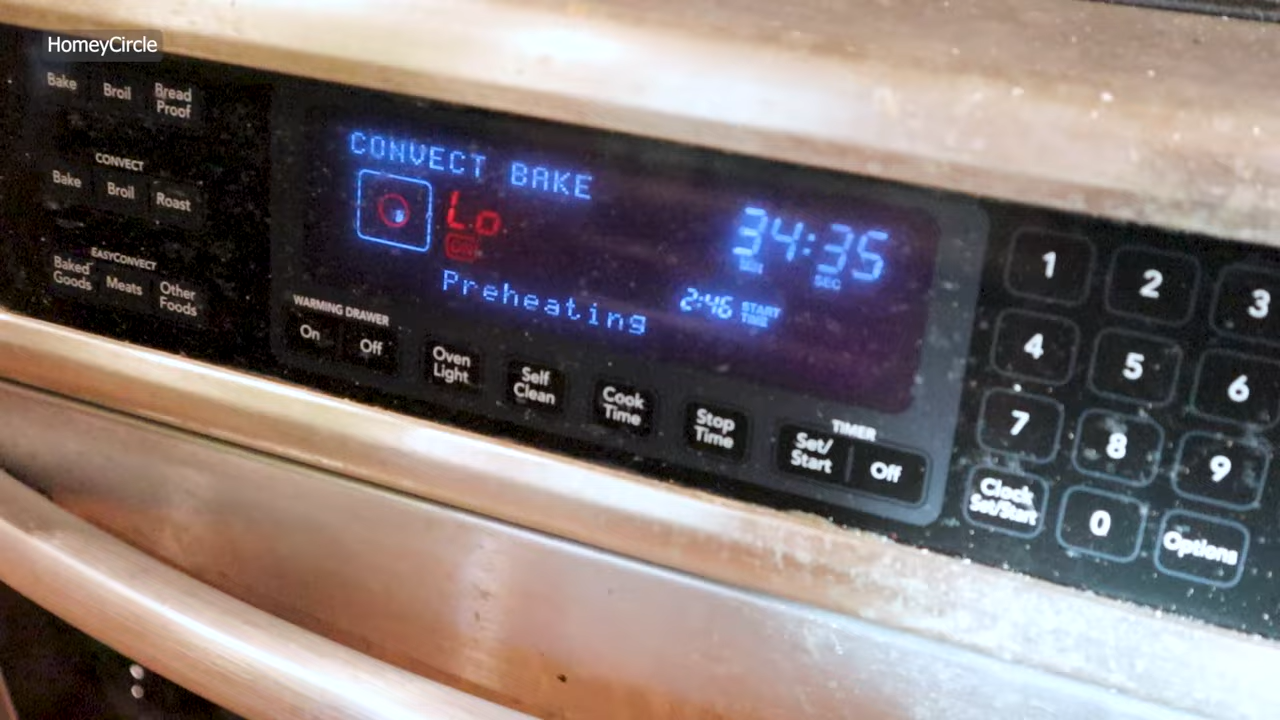 HomeyCircle
Bake
Broil
Bread
Proof
CONVECT
Bake
Broil
Roast
EASYCONVECT
Baked
Goods
Meats
Other
Foods
CONVECT BAKE
Lo
ON
34:35
MIN
SEC
Preheating
2:46
START
TIME
WARMING DRAWER
On
Off
Oven
Light
Self
Clean
Cook
Time
Stop
Time
TIMER
Set/
Start
Off
1
2
3
4
5
6
7
8
9
Clock
Set/Start
0
Options